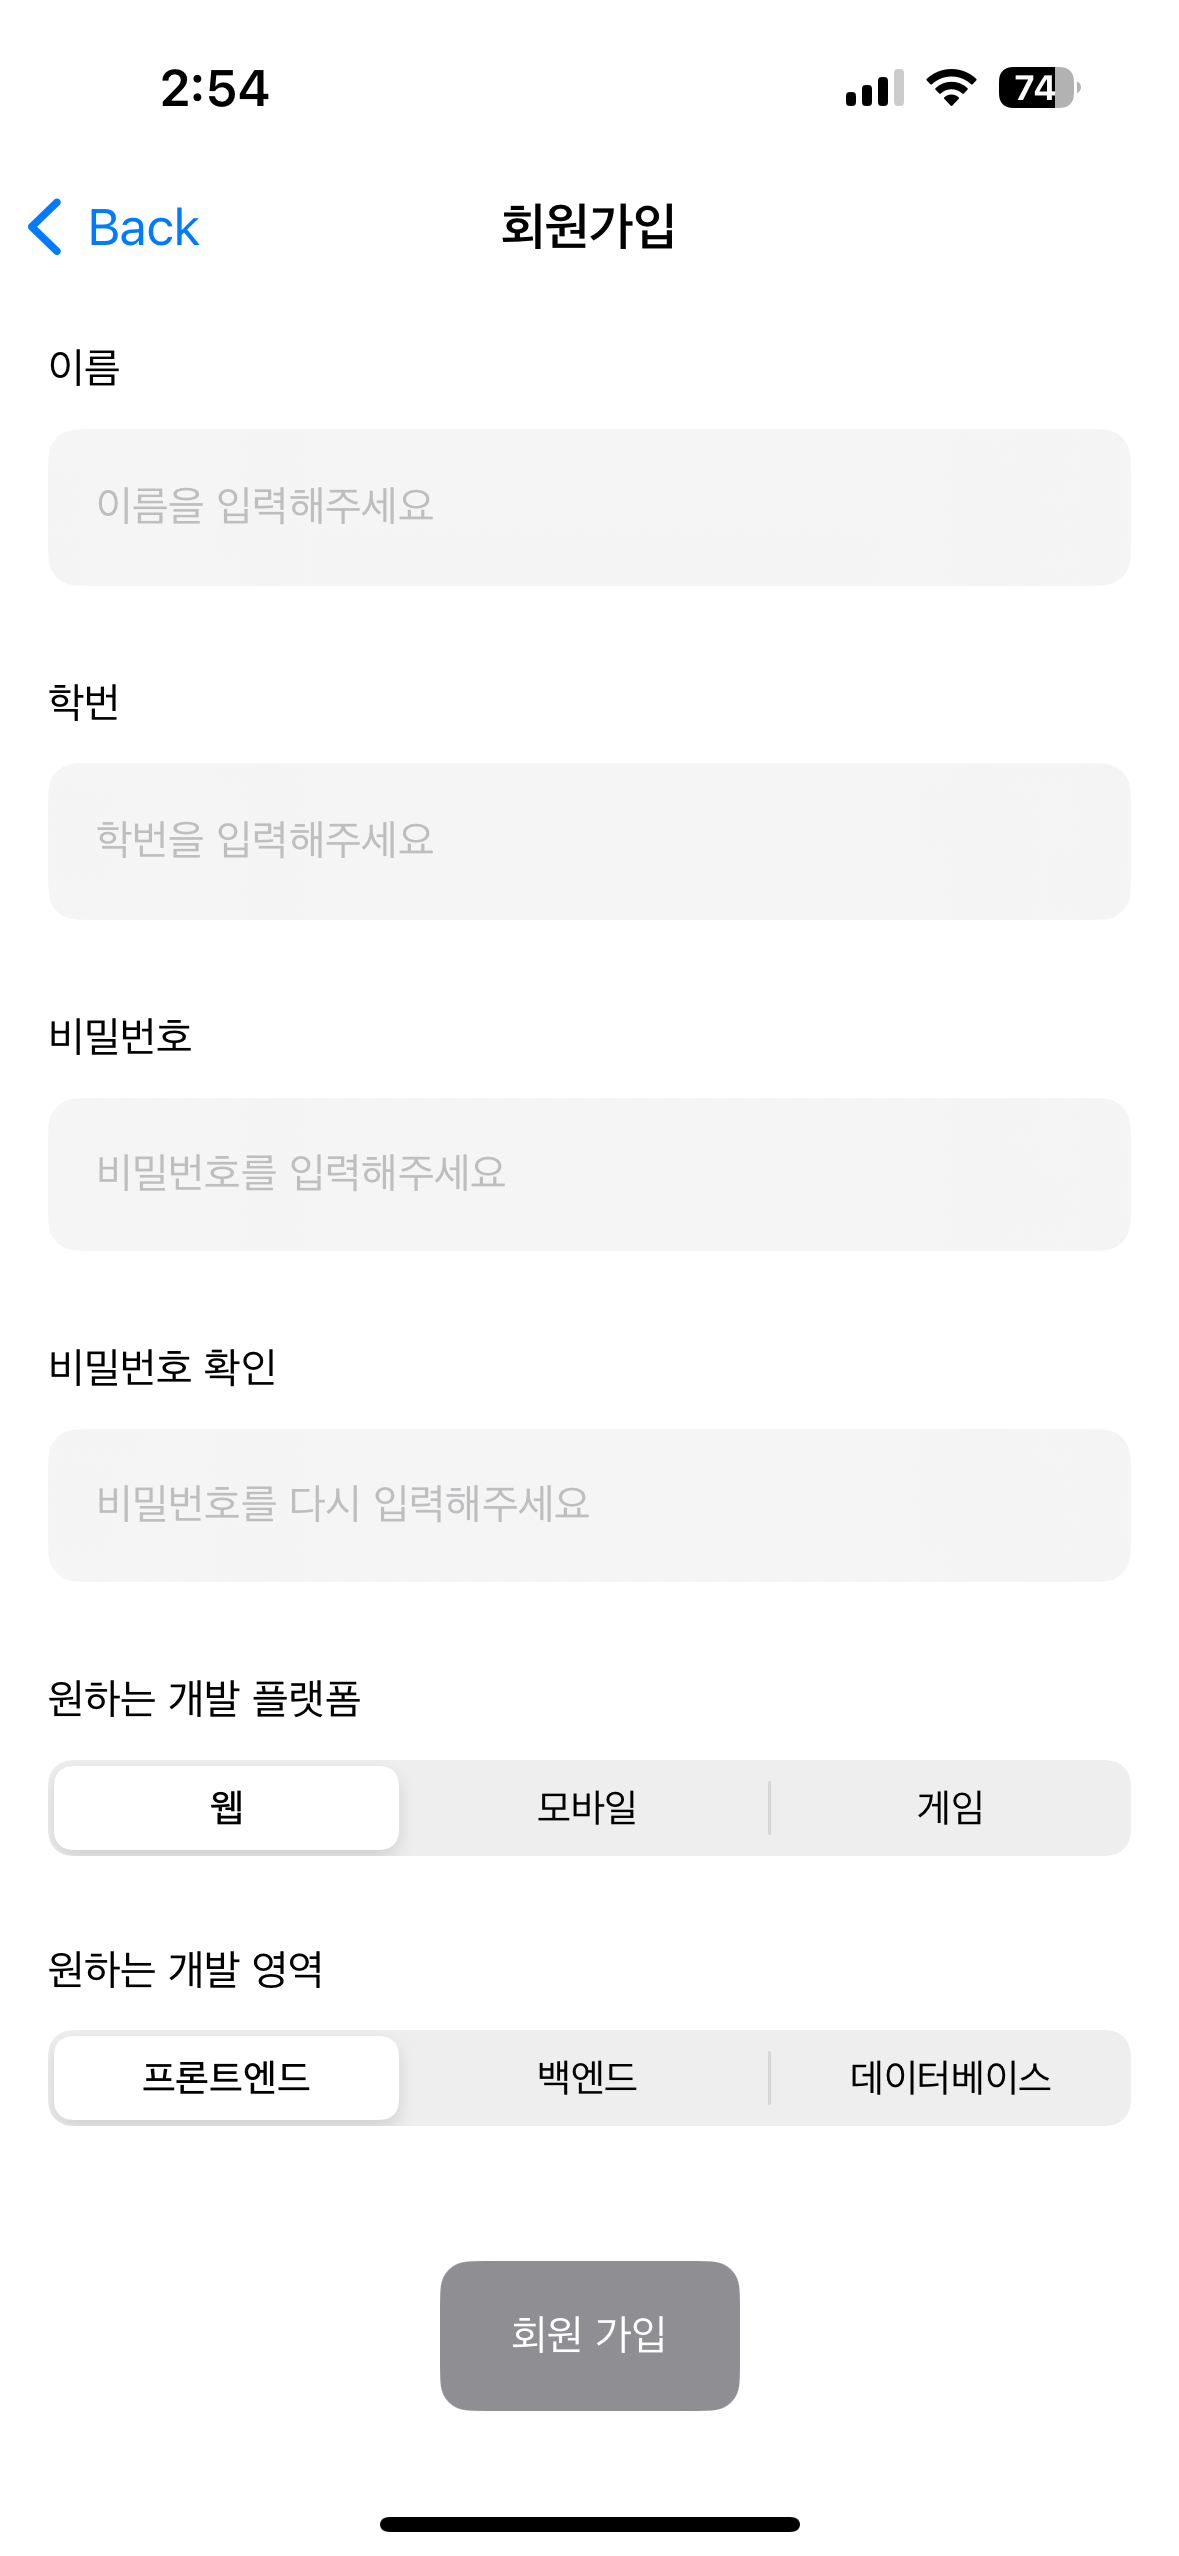 2:54
74
Back
회원가입
이름
이름을 입력해주세요
학번
학번을 입력해주세요
비밀번호
비밀번호를 입력해주세요
비밀번호 확인
비밀번호를 다시 입력해주세요
원하는 개발 플랫폼
웹 모바일 게임
원하는 개발 영역
프론트엔드 백엔드 데이터베이스
회원 가입